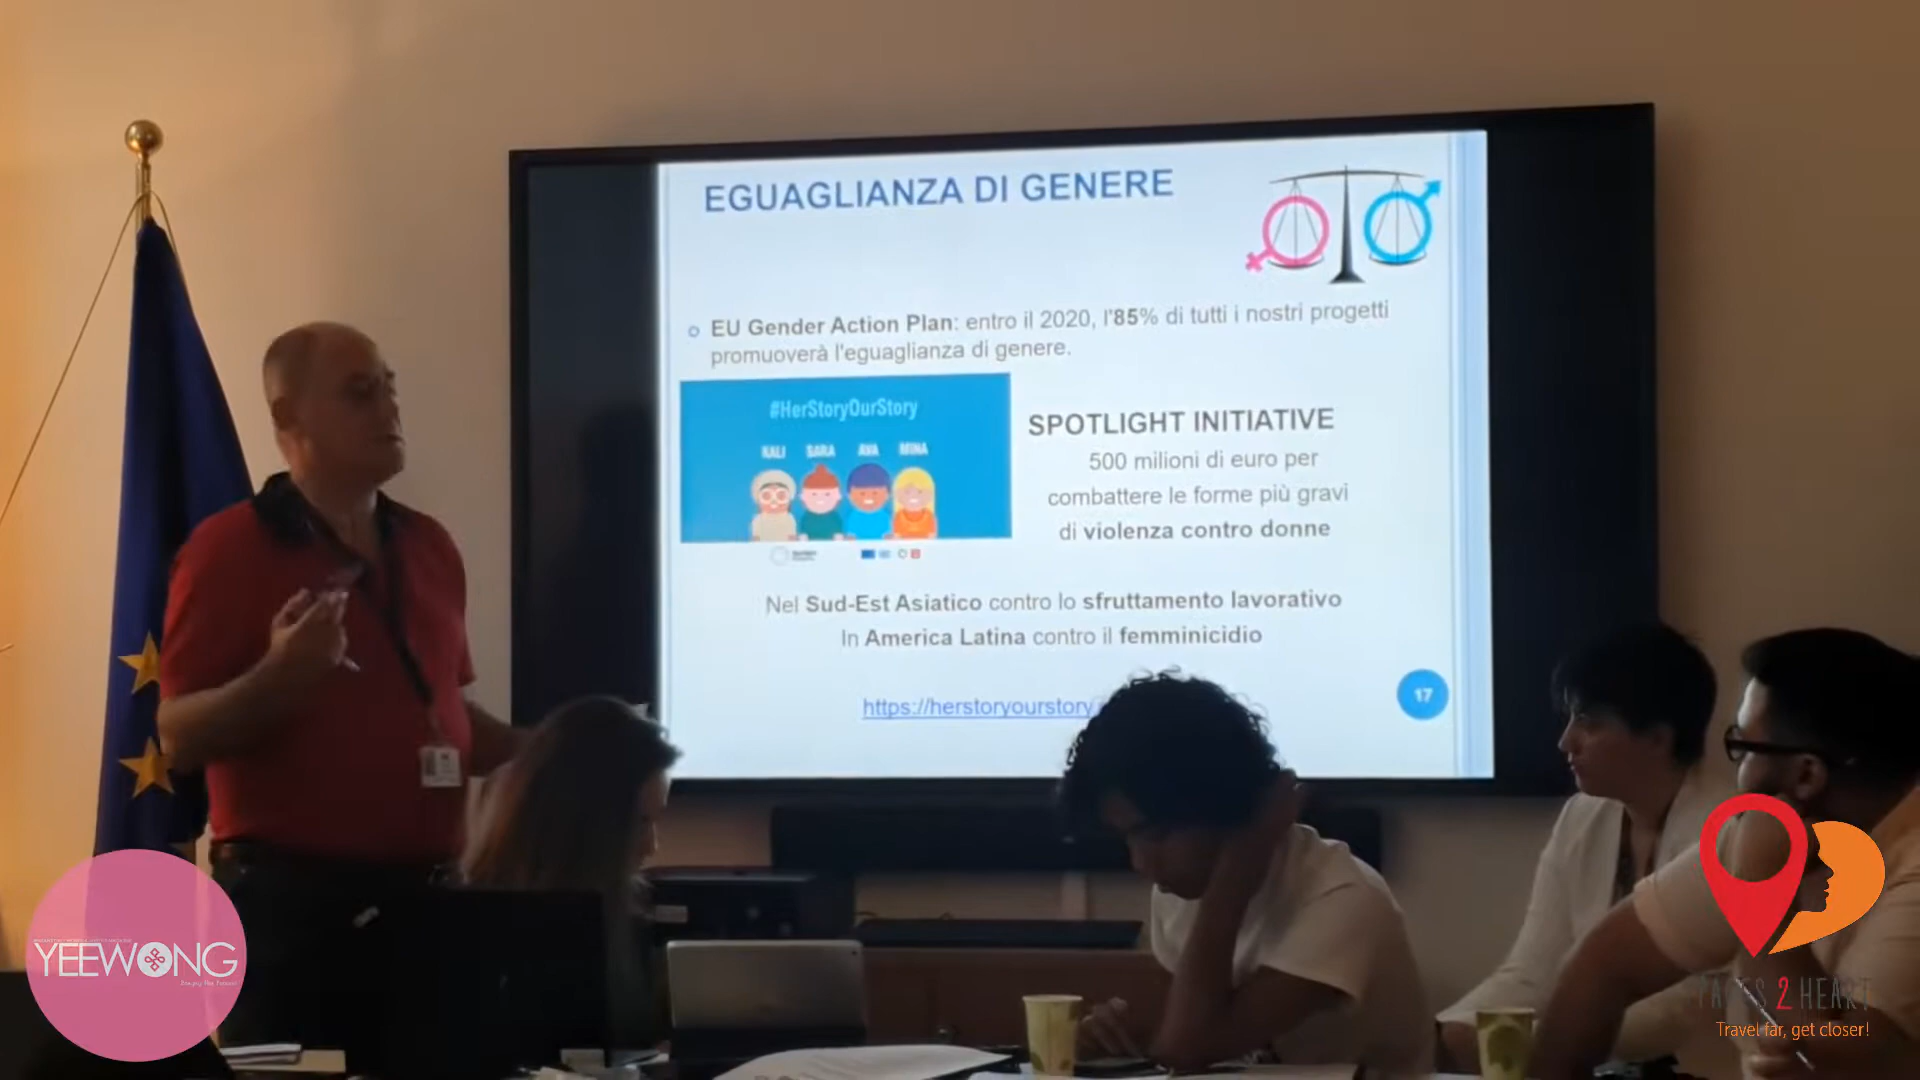 EGUAGLIANZA DI GENERE
EU Gender Action Plan: entro il 2020, l'85% di tutti i nostri progetti
promuoverà l'eguaglianza di genere.
#HerStoryOurStory
KALI SARA AVA MINA
SPOTLIGHT INITIATIVE
500 milioni di euro per
combattere le forme più gravi
di violenza contro donne
Nel Sud-Est Asiatico contro lo sfruttamento lavorativo
In America Latina contro il femminicidio
https://herstoryourstory
17
YEEWONG
2 HEART
Travel far, get closer!